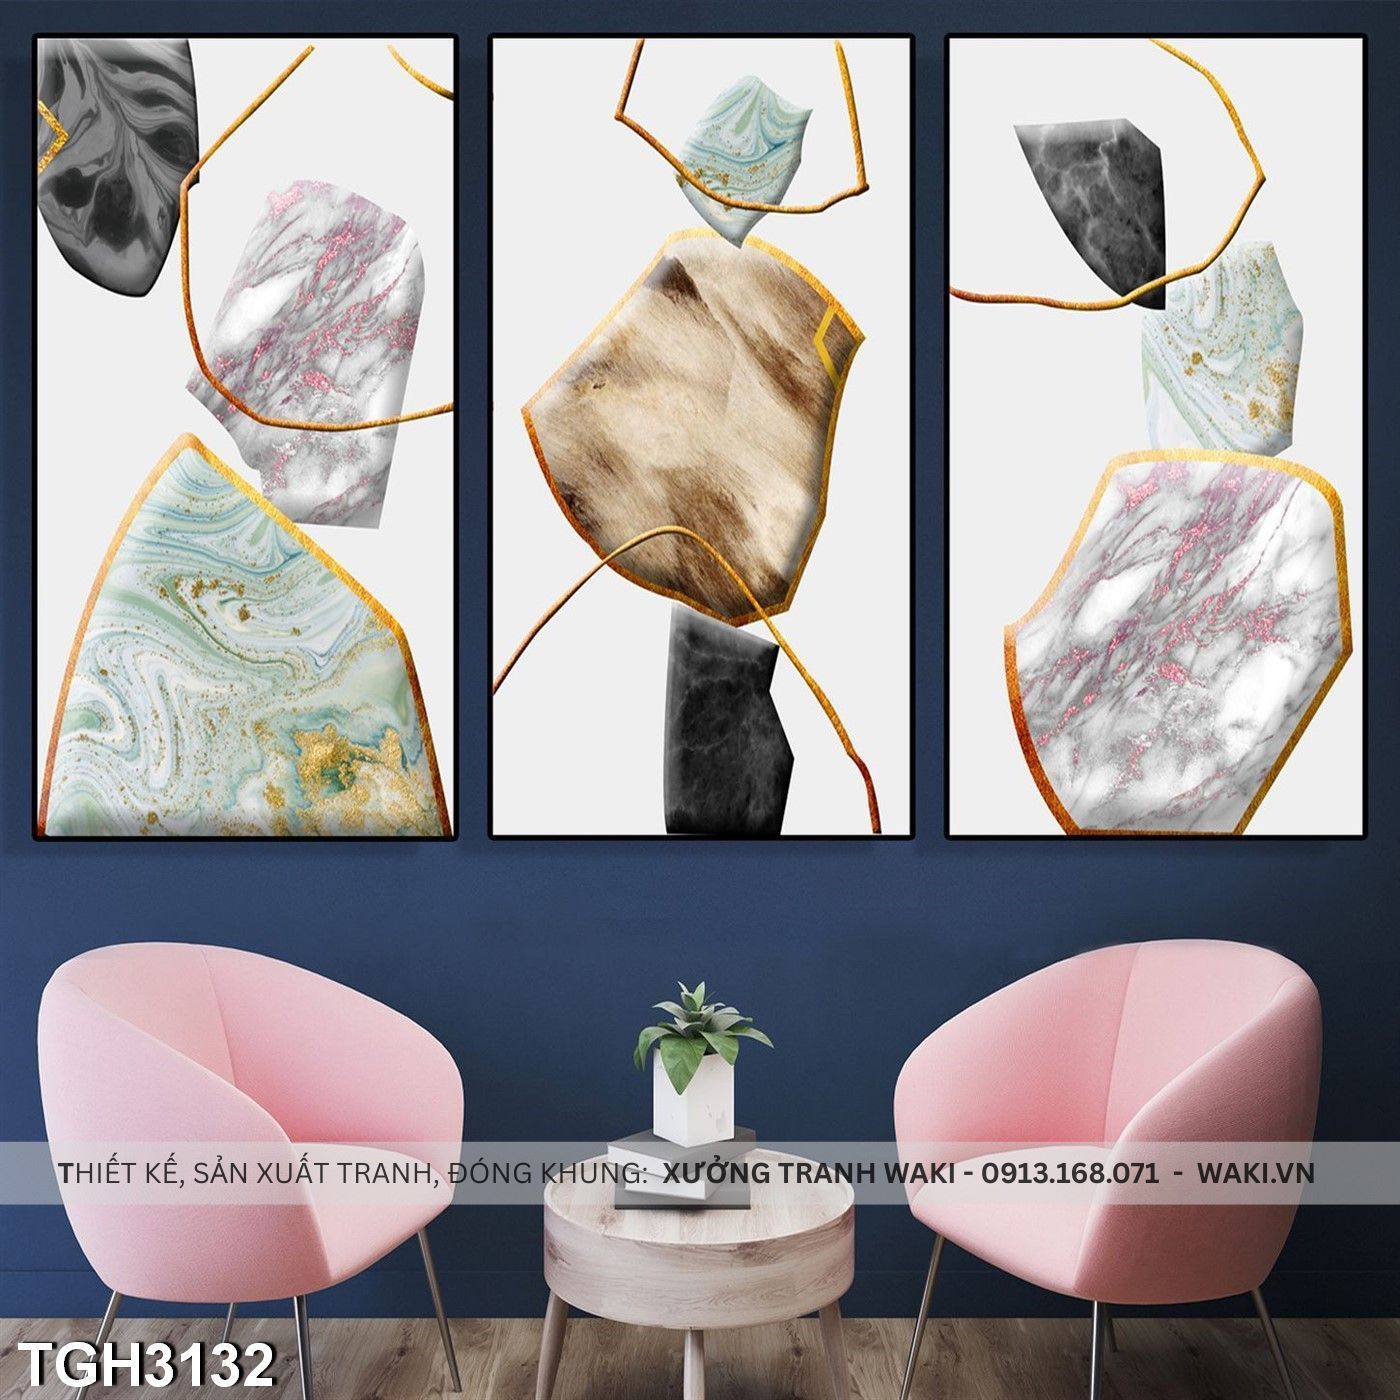 THIẾT KẾ, SẢN XUẤT TRANH, ĐÓNG KHUNG: XƯỞNG TRANH WAKI - 0913.168.071 - WAKI.VN
TGH3132